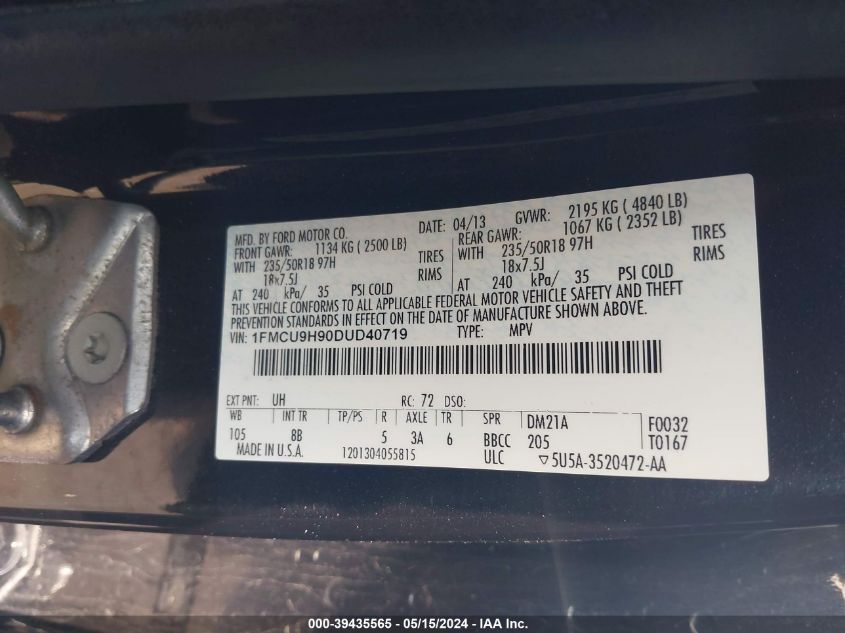 MFD. BY FORD MOTOR CO. DATE: 04/13 GVWR: 2195 KG ( 4840 LB)
FRONT GAWR: 1134 KG ( 2500 LB) REAR GAWR: 1067 KG ( 2352 LB)
WITH 235/50R18 97H TIRES WITH 235/50R18 97H TIRES
18x7.5J RIMS 18x7.5J RIMS
AT 240 kPa/ 35 PSI COLD AT 240 kPa/ 35 PSI COLD
THIS VEHICLE CONFORMS TO ALL APPLICABLE FEDERAL MOTOR VEHICLE SAFETY AND THEFT
PREVENTION STANDARDS IN EFFECT ON THE DATE OF MANUFACTURE SHOWN ABOVE.
VIN: 1FMCU9H90DUD40719 TYPE: MPV
EXT PNT: UH RC: 72 DSO:
WB INT TR TP/PS R AXLE TR SPR DM21A F0032
105 8B 5 3A 6 BBCC 205 T0167
MADE IN U.S.A. 1201304055815 ULC ▽5U5A-3520472-AA
000-39435565 - 05/15/2024 - IAA Inc.